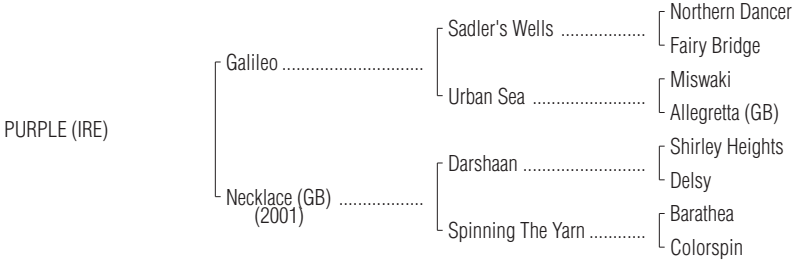 Northern Dancer
Sadler's Wells ...................
Fairy Bridge
Galileo .............................
Miswaki
Urban Sea ........................
Allegretta (GB)
PURPLE (IRE)
Shirley Heights
Darshaan ..........................
Delsy
Necklace (GB) ..................
(2001)
Barathea
Spinning The Yarn ............
Colorspin